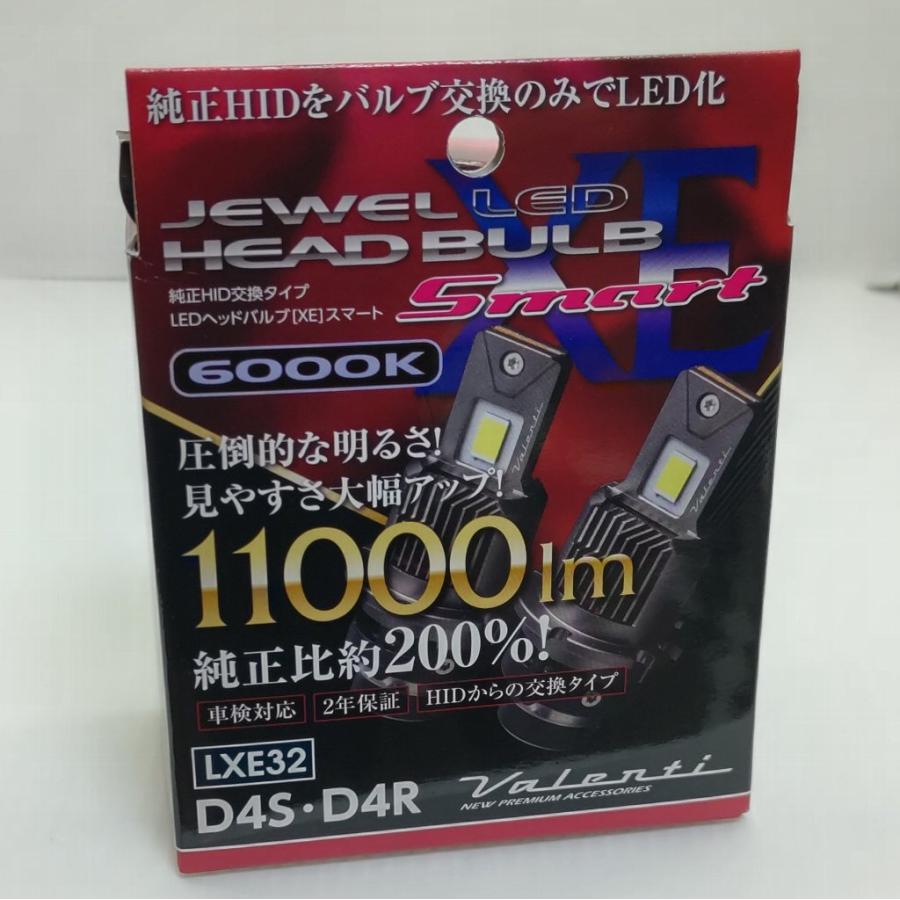 純正HIDをバルブ交換のみでLED化
XE
JEWEL LED
HEAD BULB
Smart
純正HID交換タイプ
LEDヘッドバルブ[XE]スマート
6000K
圧倒的な明るさ!
見やすさ大幅アップ!
11000lm
純正比約200%!
車検対応 2年保証 HIDからの交換タイプ
LXE32
D4S・D4R
Valenti
NEW PREMIUM ACCESSORIES
Valenti
Valenti